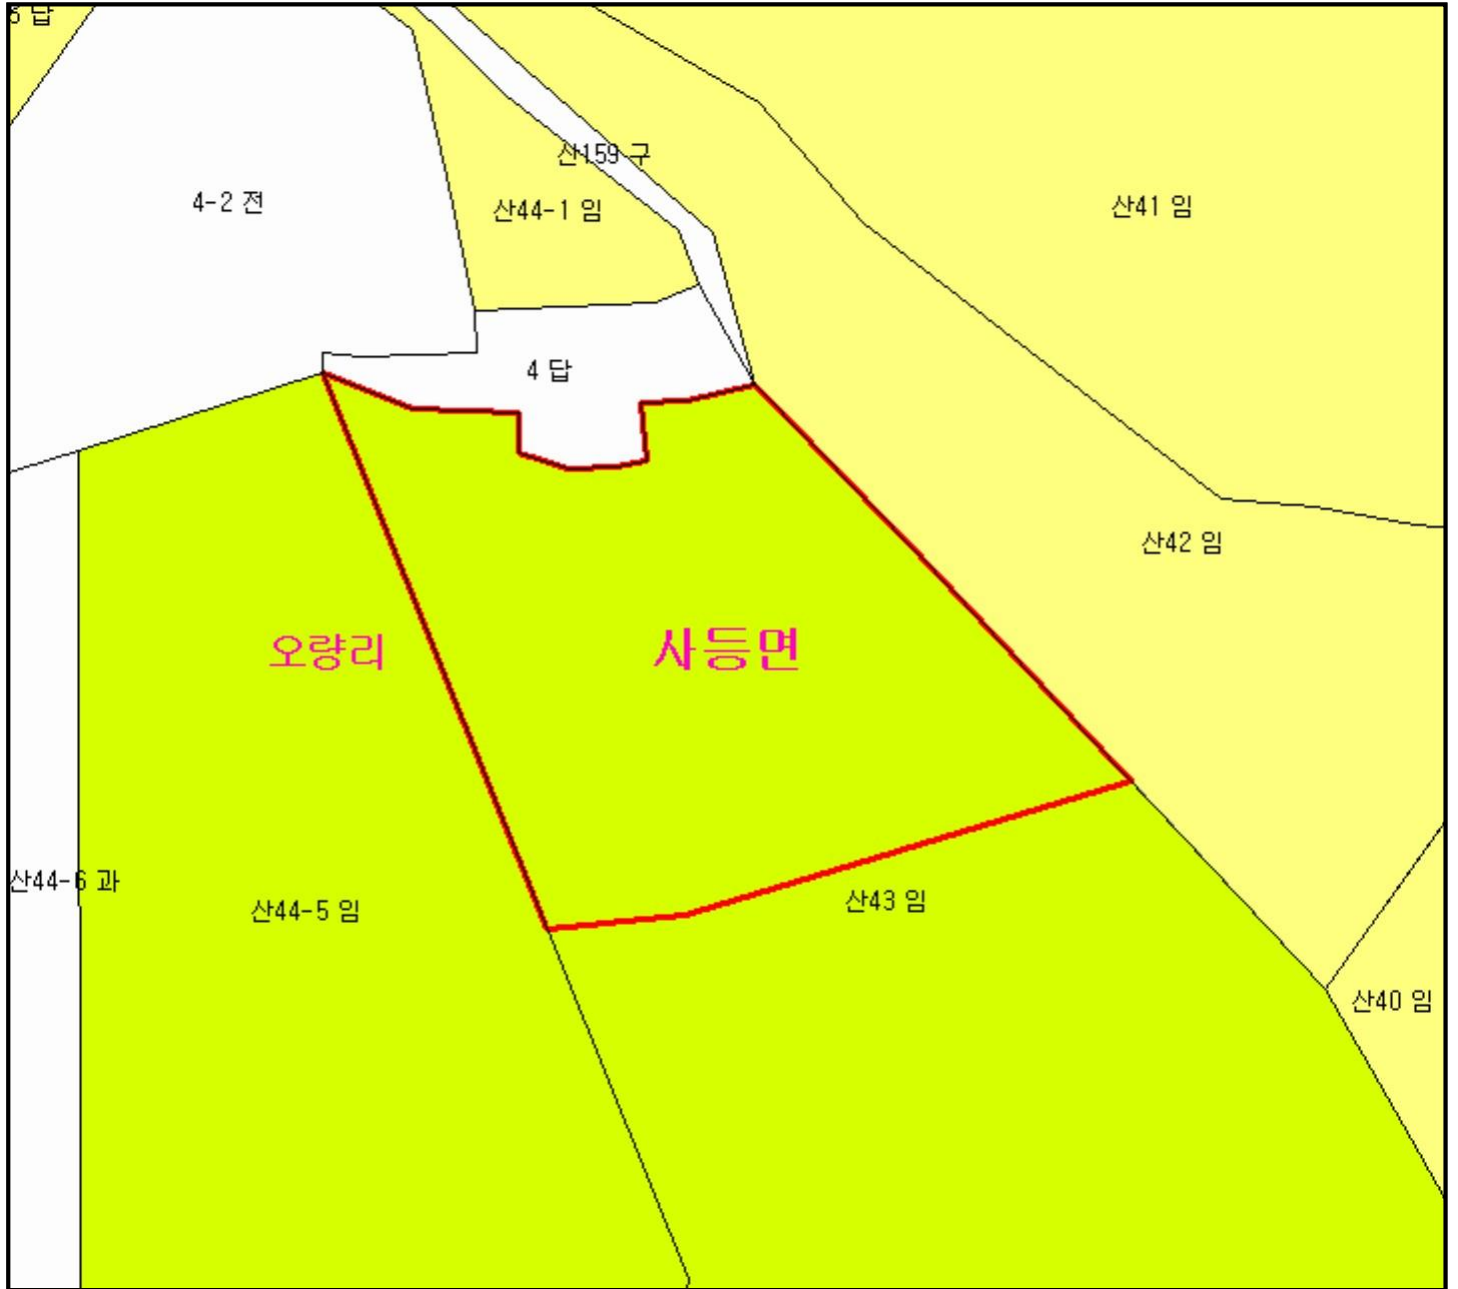 답
산159 구
4-2 전
산44-1 임
산41 임
4 답
산42 임
오량리
사등면
산44-6 과
산44-5 임
산43 임
산40 임